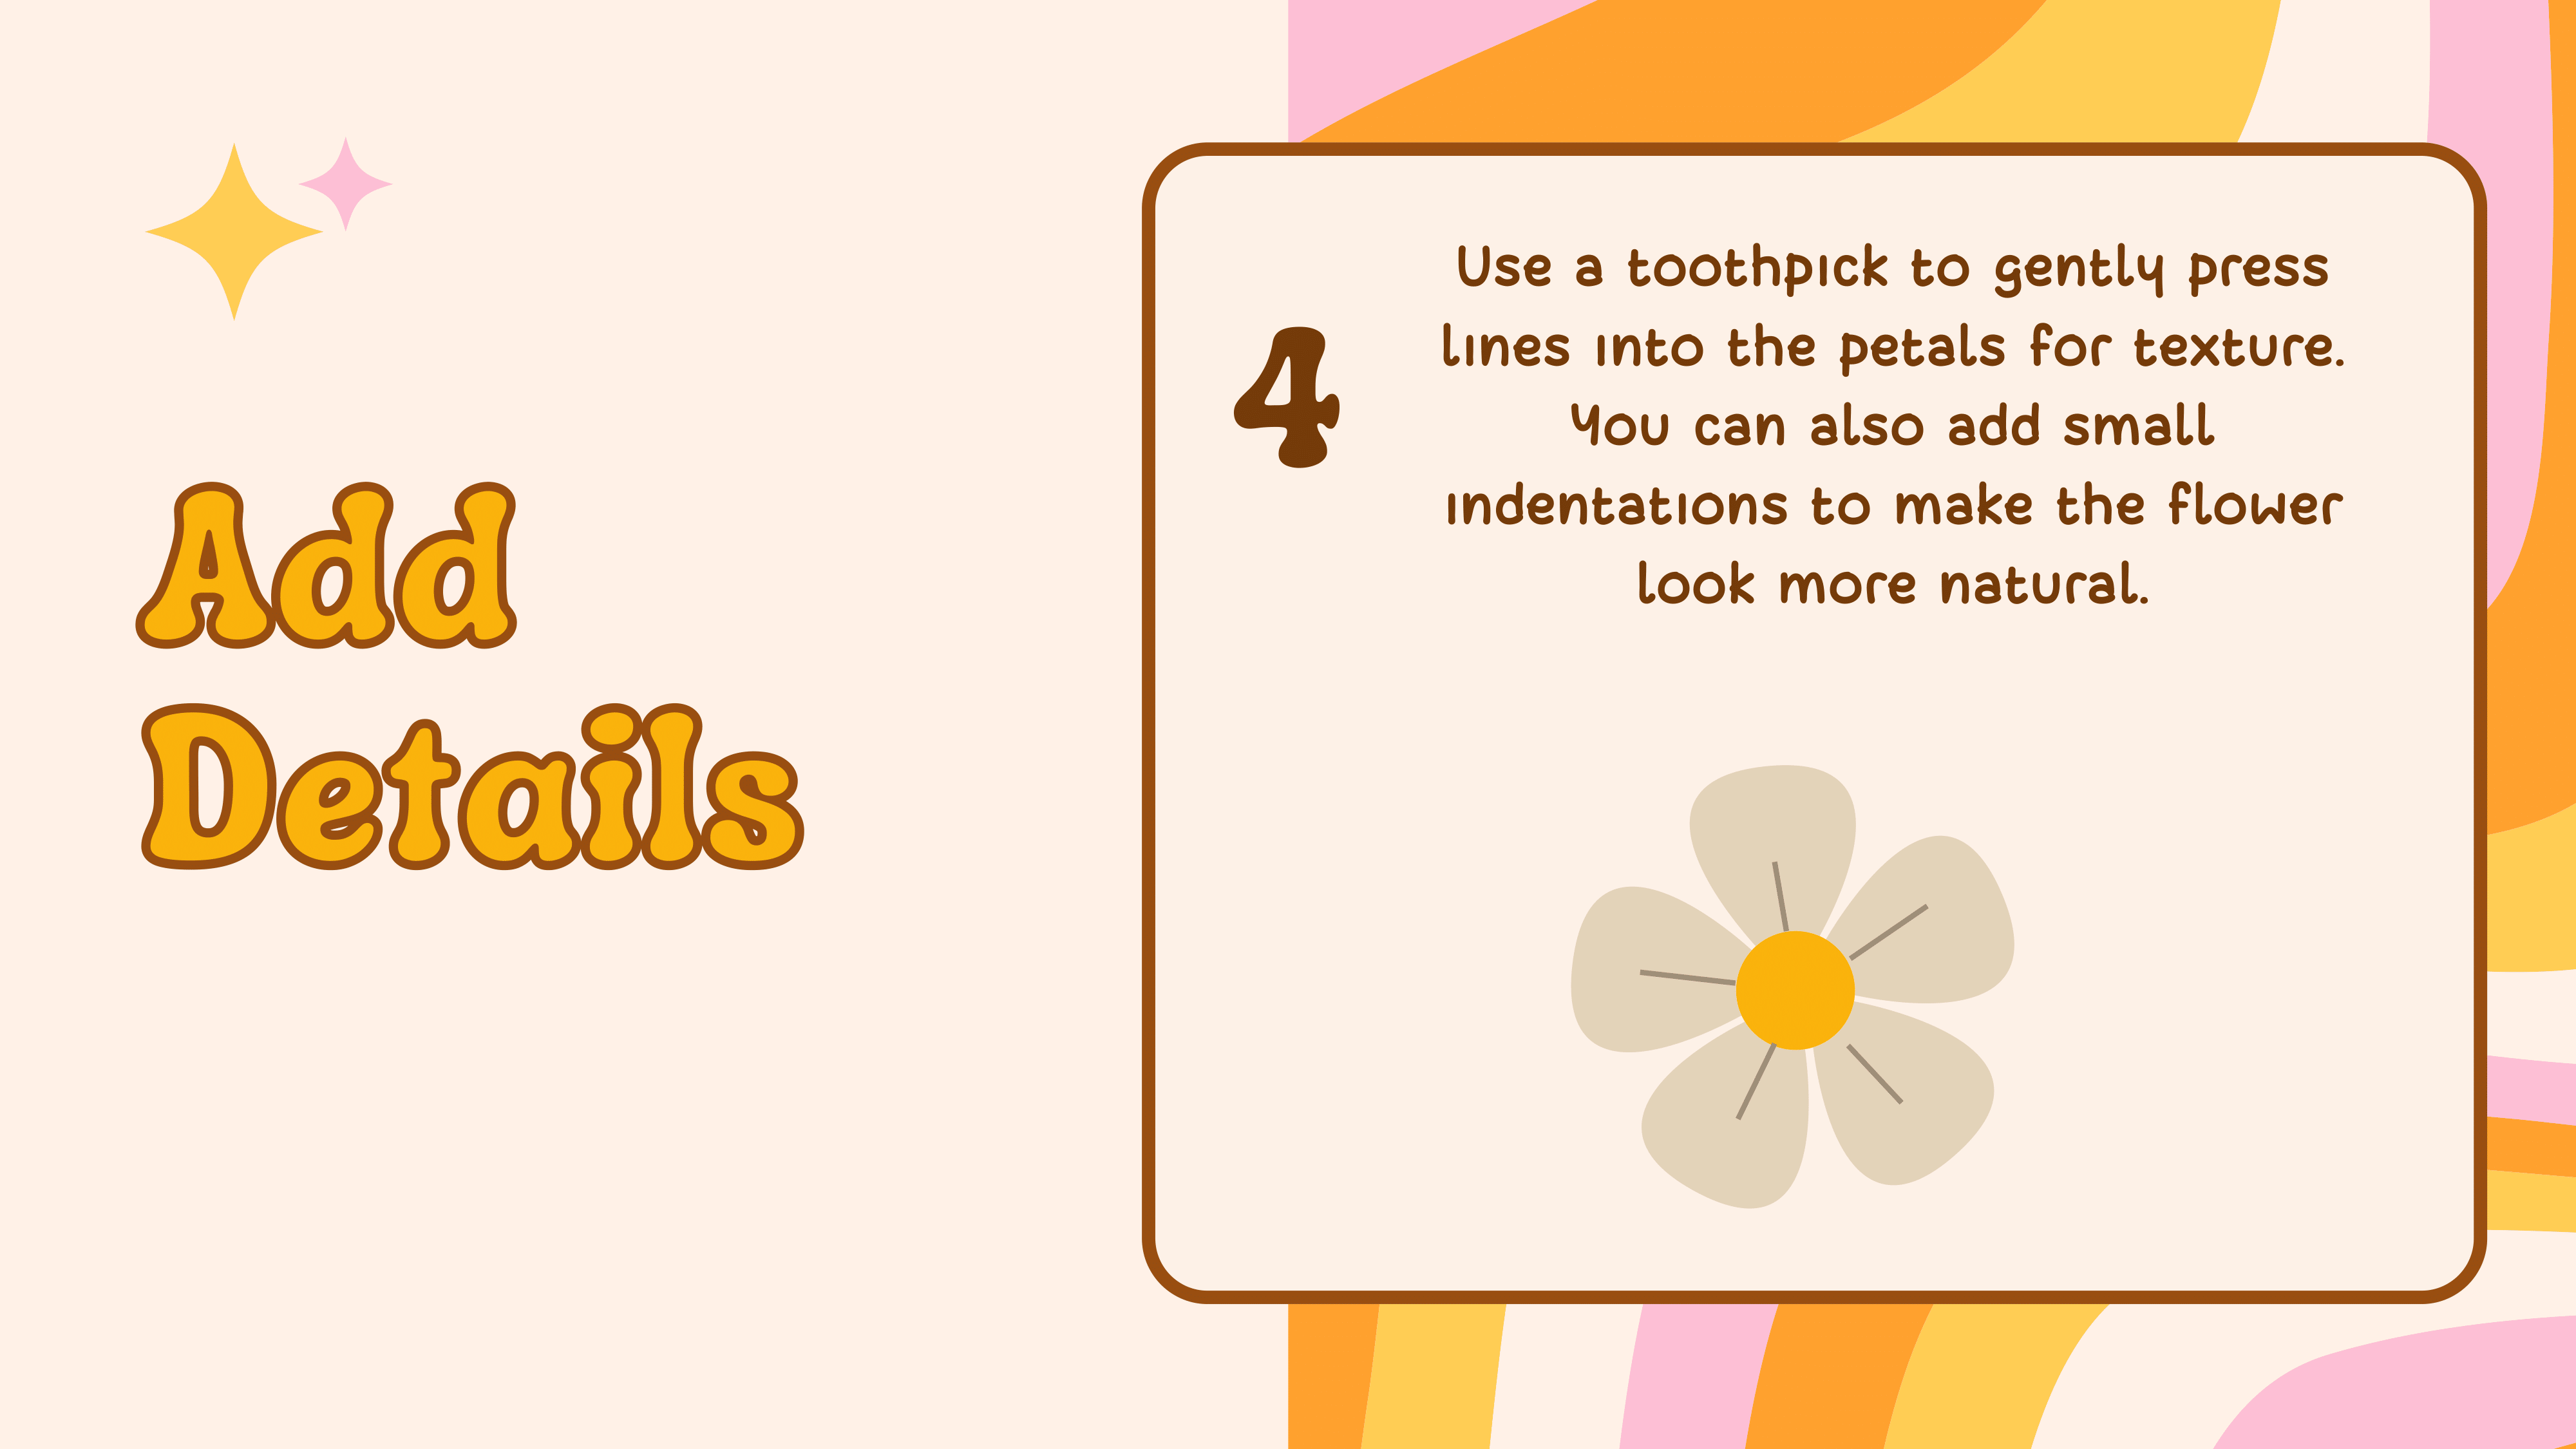 Add
Details
4
Use a toothpick to gently press
lines into the petals for texture.
You can also add small
indentations to make the flower
look more natural.